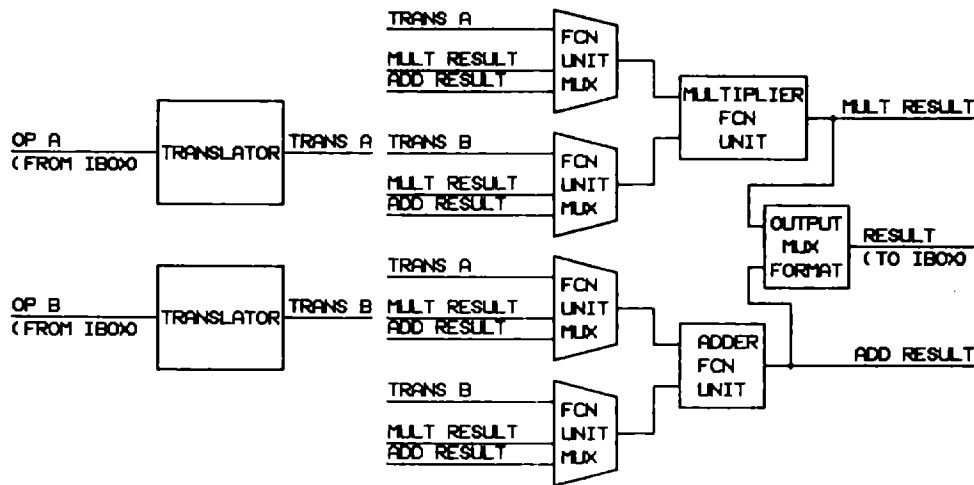 OP A
(FROM IBOX)
TRANSLATOR
TRANS A
OP B
(FROM IBOX)
TRANSLATOR
TRANS B
TRANS A
MULT RESULT
ADD RESULT
FCN
UNIT
MUX
TRANS B
MULT RESULT
ADD RESULT
FCN
UNIT
MUX
MULTIPLIER
FCN
UNIT
MULT RESULT
TRANS A
MULT RESULT
ADD RESULT
FCN
UNIT
MUX
TRANS B
MULT RESULT
ADD RESULT
FCN
UNIT
MUX
ADDER
FCN
UNIT
ADD RESULT
OUTPUT
MUX
FORMAT
RESULT
(TO IBOX)